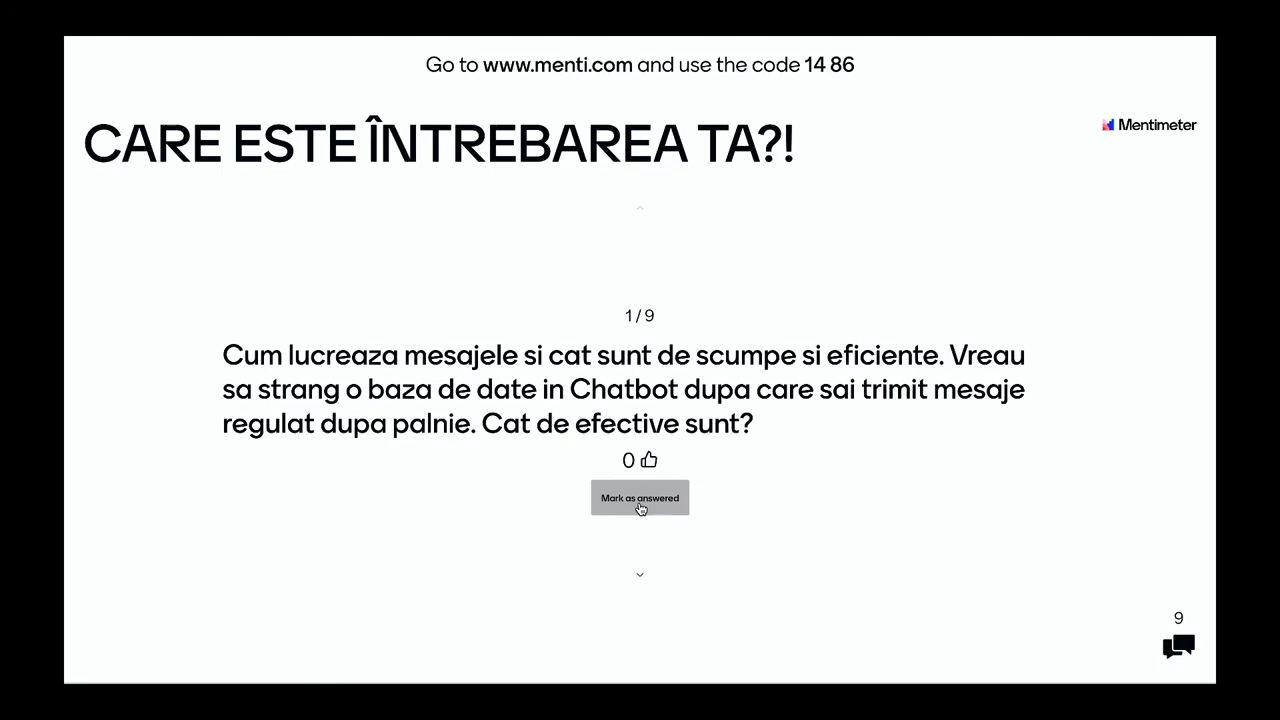 Go to www.menti.com and use the code 14 86
CARE ESTE ÎNTREBAREA TA?!
Mentimeter
1 / 9
Cum lucreaza mesajele si cat sunt de scumpe si eficiente. Vreau
sa strang o baza de date in Chatbot dupa care sai trimit mesaje
regulat dupa palnie. Cat de efective sunt?
0
Mark as answered
9